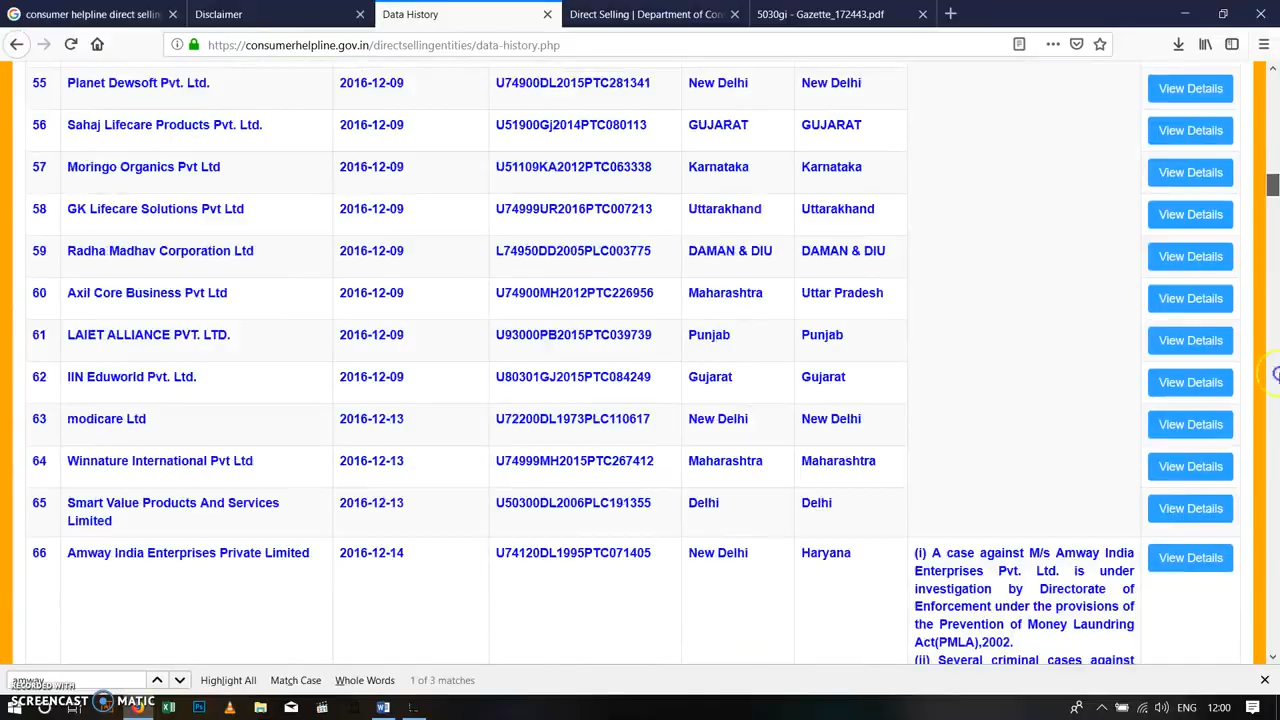 consumer helpline direct sellin
Disclaimer
Data History
Direct Selling | Department of Con
5030gi - Gazette_172443.pdf
https://consumerhelpline.gov.in/directsellingentities/data-history.php
55 Planet Dewsoft Pvt. Ltd. 2016-12-09 U74900DL2015PTC281341 New Delhi New Delhi View Details
56 Sahaj Lifecare Products Pvt. Ltd. 2016-12-09 U51900Gj2014PTC080113 GUJARAT GUJARAT View Details
57 Moringo Organics Pvt Ltd 2016-12-09 U51109KA2012PTC063338 Karnataka Karnataka View Details
58 GK Lifecare Solutions Pvt Ltd 2016-12-09 U74999UR2016PTC007213 Uttarakhand Uttarakhand View Details
59 Radha Madhav Corporation Ltd 2016-12-09 L74950DD2005PLC003775 DAMAN & DIU DAMAN & DIU View Details
60 Axil Core Business Pvt Ltd 2016-12-09 U74900MH2012PTC226956 Maharashtra Uttar Pradesh View Details
61 LAIET ALLIANCE PVT. LTD. 2016-12-09 U93000PB2015PTC039739 Punjab Punjab View Details
62 IIN Eduworld Pvt. Ltd. 2016-12-09 U80301GJ2015PTC084249 Gujarat Gujarat View Details
63 modicare Ltd 2016-12-13 U72200DL1973PLC110617 New Delhi New Delhi View Details
64 Winnature International Pvt Ltd 2016-12-13 U74999MH2015PTC267412 Maharashtra Maharashtra View Details
65 Smart Value Products And Services 2016-12-13 U50300DL2006PLC191355 Delhi Delhi View Details
Limited
66 Amway India Enterprises Private Limited 2016-12-14 U74120DL1995PTC071405 New Delhi Haryana (i) A case against M/s Amway India View Details
Enterprises Pvt. Ltd. is under
investigation by Directorate of
Enforcement under the provisions of
the Prevention of Money Laundring
Act(PMLA),2002.
(ii) Several criminal cases against
amway Highlight All Match Case Whole Words 1 of 3 matches
RECORDED WITH
SCREENCAST MATIC
ENG 12:00